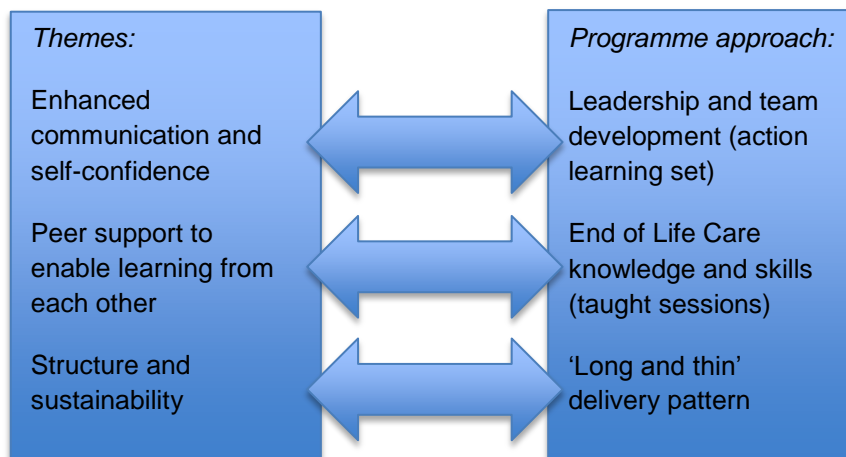 Themes:
Enhanced
communication and
self-confidence
Peer support to
enable learning from
each other
Structure and
sustainability
Programme approach:
Leadership and team
development (action
learning set)
End of Life Care
knowledge and skills
(taught sessions)
‘Long and thin’
delivery pattern